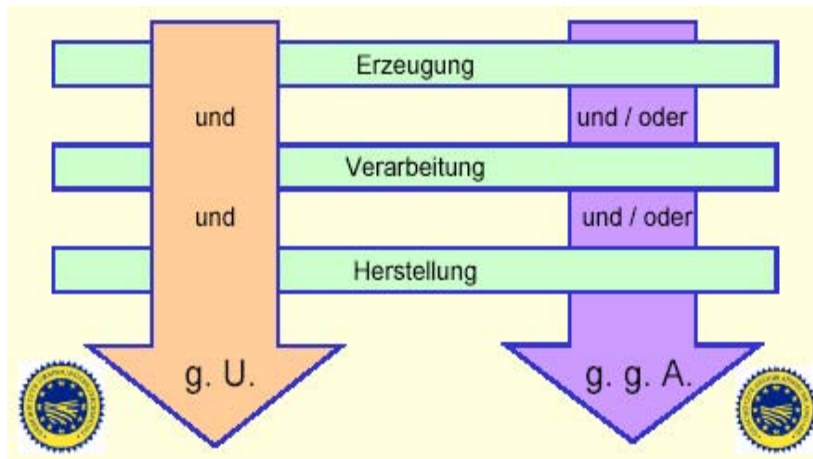 Erzeugung
und
und / oder
Verarbeitung
und
und / oder
Herstellung
g. U.
g. g. A.